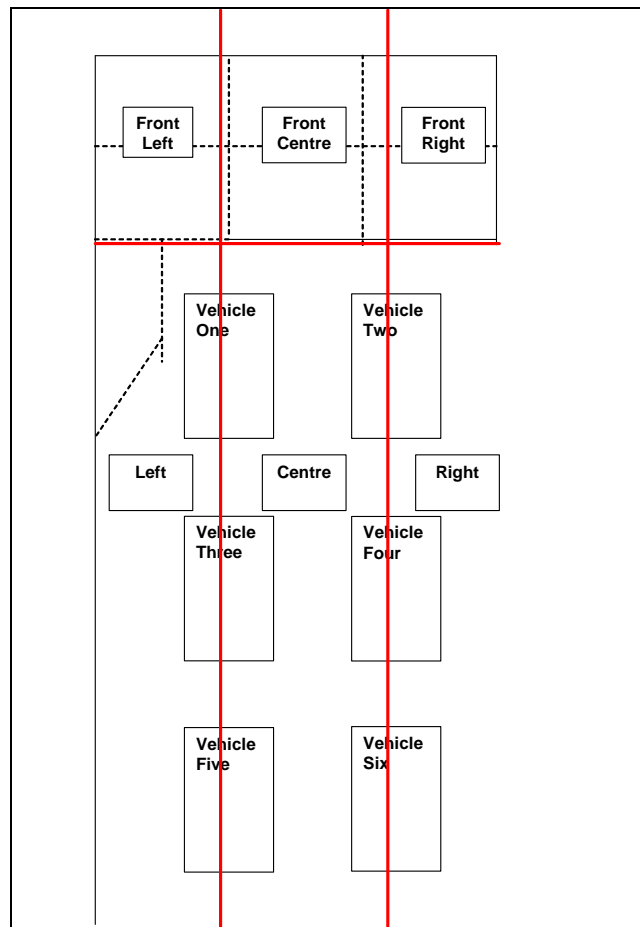 Front
Left
Front
Centre
Front
Right
Vehicle
One
Vehicle
Two
Left
Centre
Right
Vehicle
Three
Vehicle
Four
Vehicle
Five
Vehicle
Six